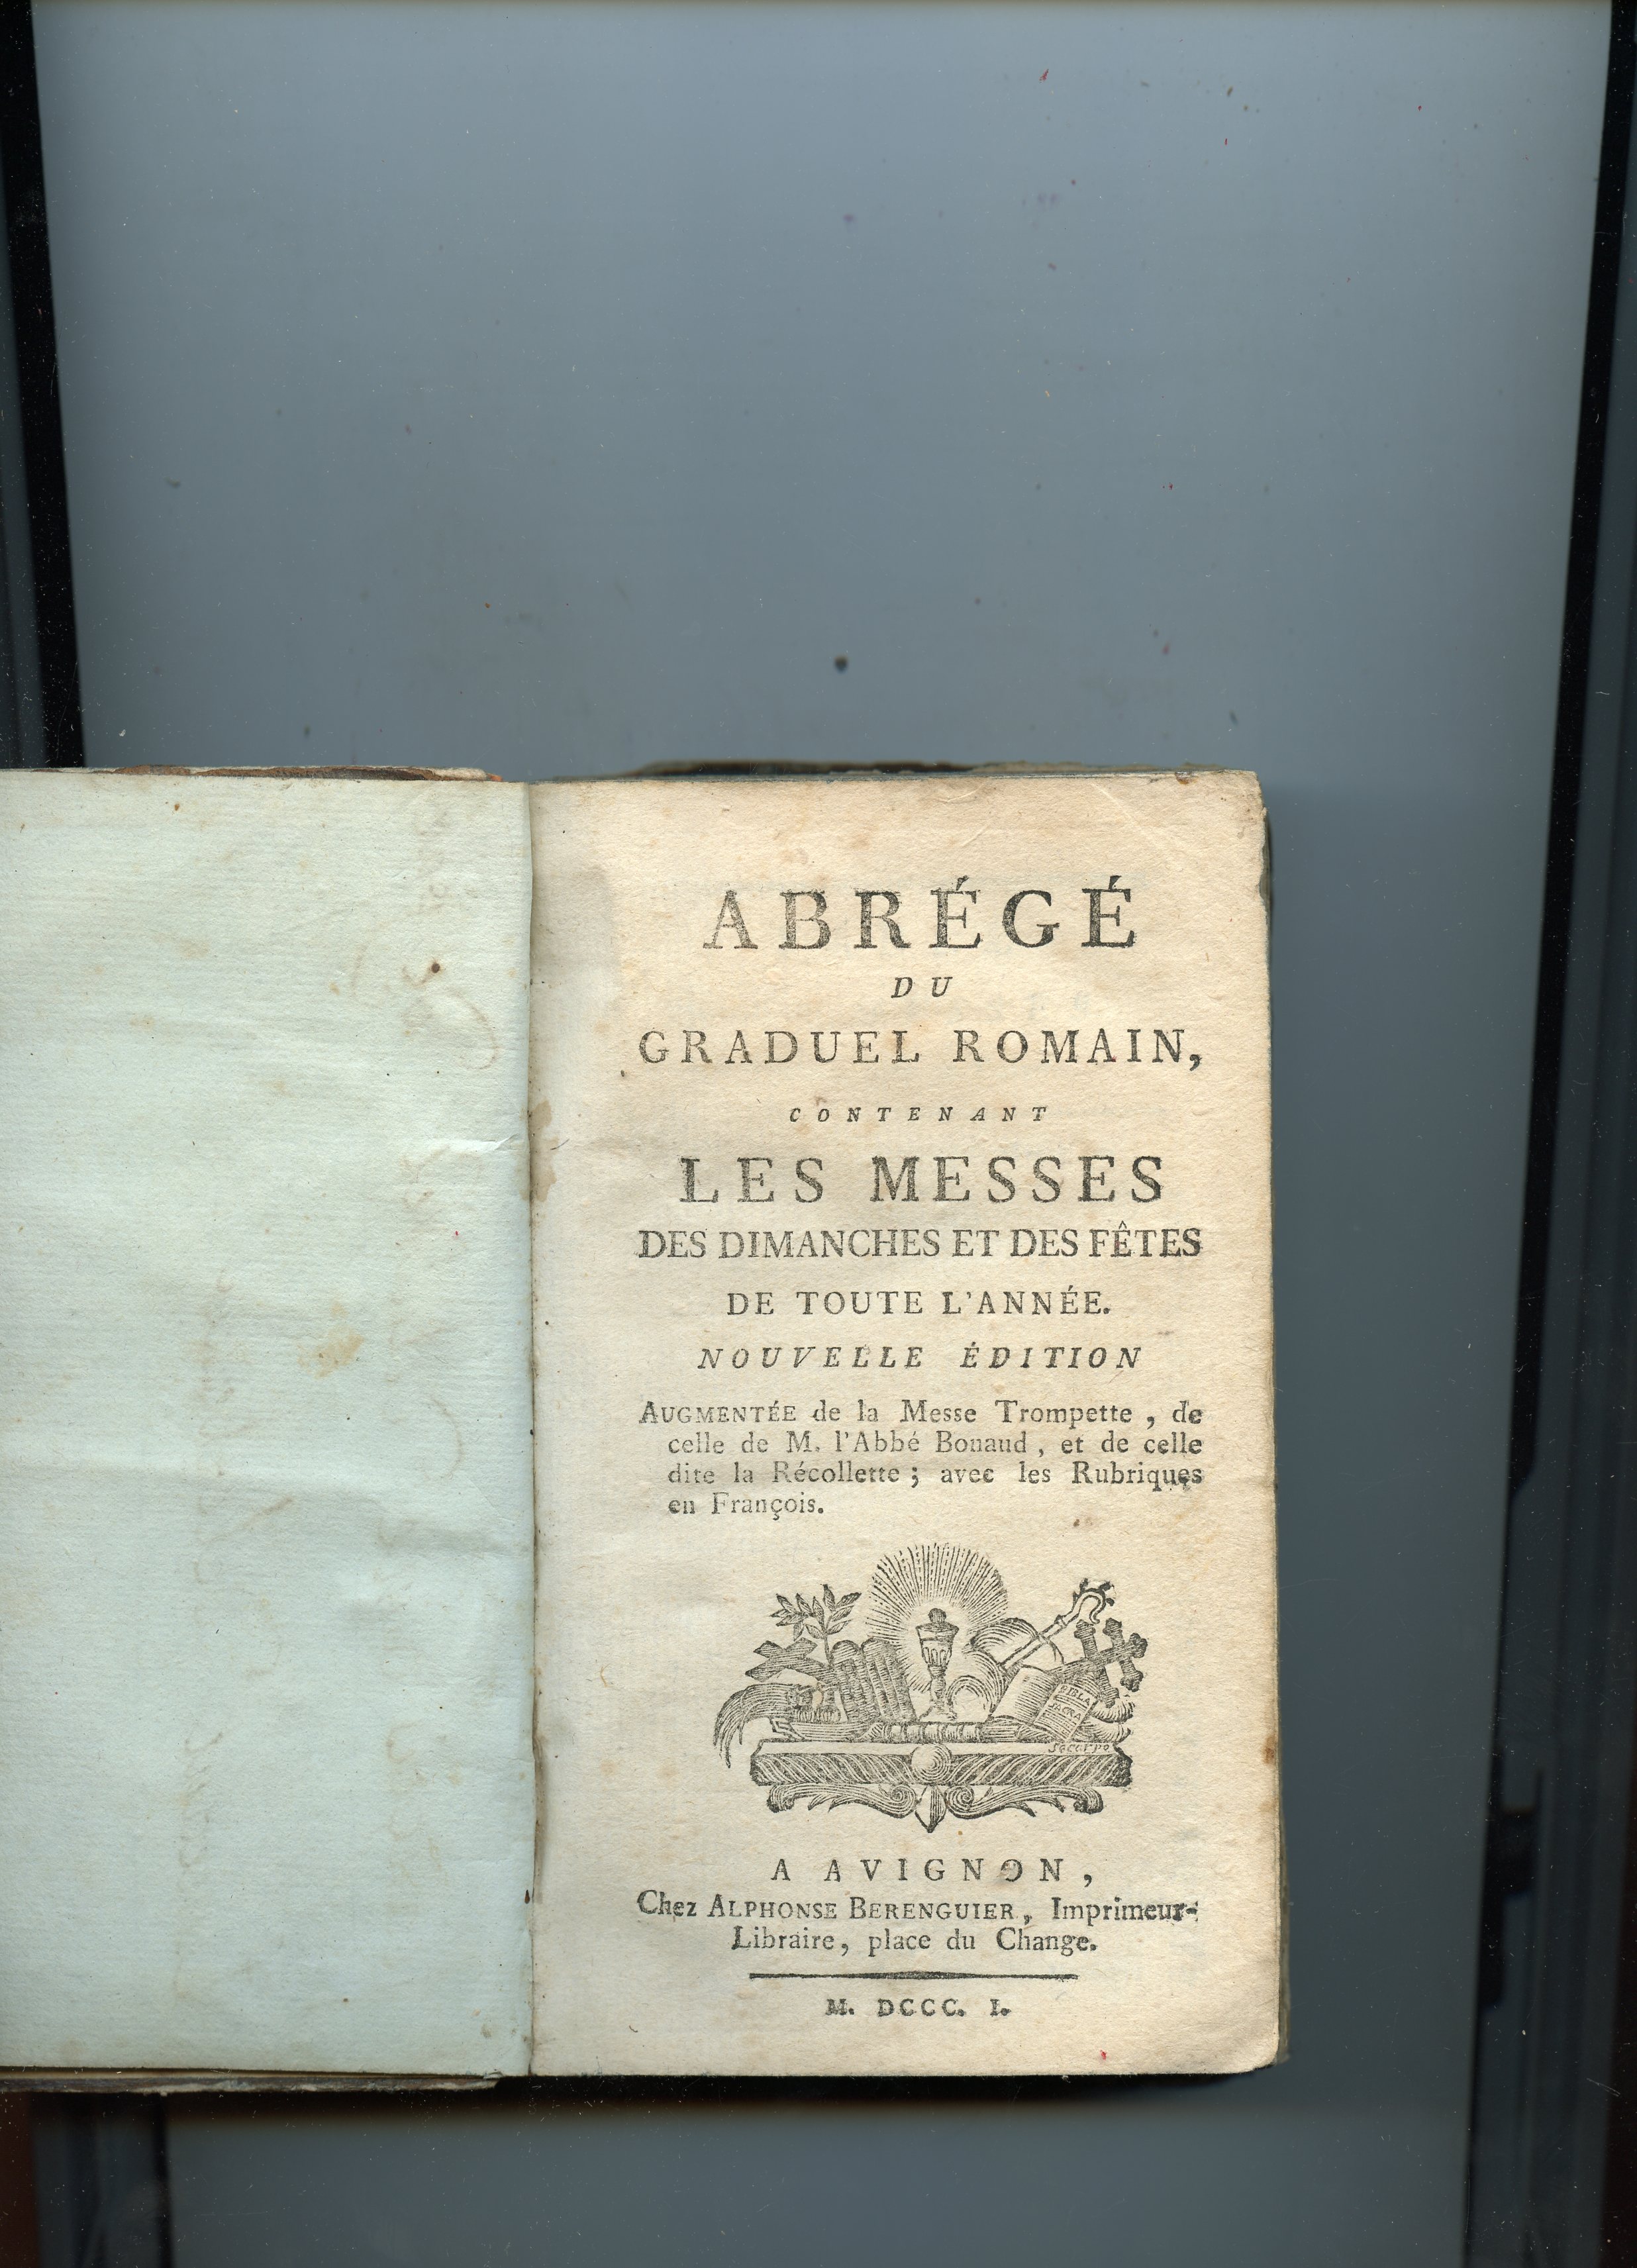 ABRÉGÉ
DU
GRADUEL ROMAIN,
CONTENANT
LES MESSES
DES DIMANCHES ET DES FÊTES
DE TOUTE L'ANNÉE.
NOUVELLE ÉDITION
AUGMENTÉE de la Messe Trompette, de
celle de M. l'Abbé Bonaud, et de celle
dite la Récollette; avec les Rubriques
en François.
BIBLA
SACRA
A AVIGNON,
Chez ALPHONSE BERENGUIER, Imprimeur-
Libraire, place du Change.
M. DCCC. I.